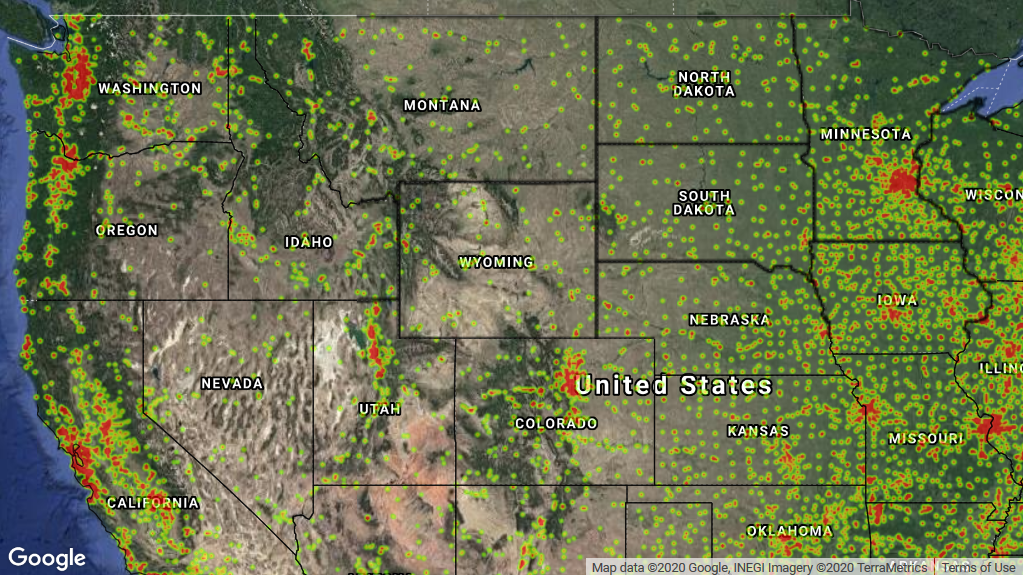 WASHINGTON
MONTANA
NORTH
DAKOTA
MINNESOTA
WISCON
SOUTH
DAKOTA
OREGON
IDAHO
WYOMING
IOWA
NEBRASKA
ILLINO
NEVADA
United States
UTAH
COLORADO
KANSAS
MISSOURI
CALIFORNIA
OKLAHOMA
Google
Map data ©2020 Google, INEGI Imagery ©2020 TerraMetrics
Terms of Use